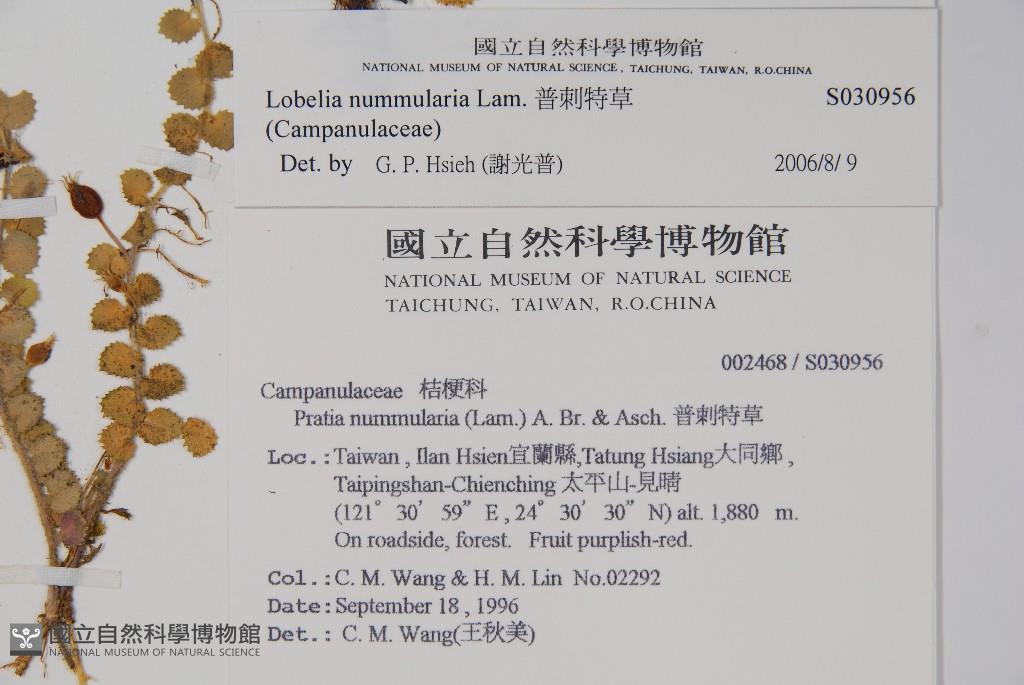 國立自然科學博物館
NATIONAL MUSEUM OF NATURAL SCIENCE, TAICHUNG, TAIWAN, R.O.CHINA
Lobelia nummularia Lam. 普刺特草 S030956
(Campanulaceae)
Det. by G. P. Hsieh (謝光普) 2006/8/ 9
國立自然科學博物館
NATIONAL MUSEUM OF NATURAL SCIENCE
TAICHUNG, TAIWAN, R.O.CHINA
002468 / S030956
Campanulaceae 桔梗科
Pratia nummularia (Lam.) A. Br. & Asch. 普刺特草
Loc.: Taiwan , Ilan Hsien宜蘭縣,Tatung Hsiang大同鄉 ,
Taipingshan-Chienching 太平山-見晴
(121° 30′ 59” E , 24° 30′ 30” N) alt. 1,880 m.
On roadside, forest. Fruit purplish-red.
Col.: C. M. Wang & H. M. Lin No.02292
Date: September 18 , 1996
Det.: C. M. Wang(王秋美)
國立自然科學博物館
NATIONAL MUSEUM OF NATURAL SCIENCE